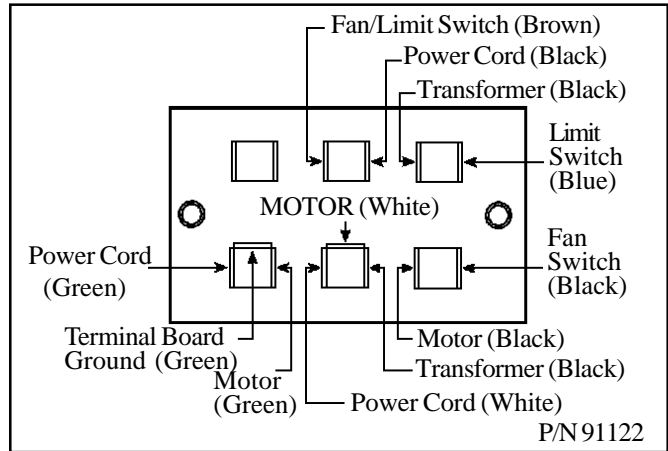 Fan/Limit Switch (Brown)
Power Cord (Black)
Transformer (Black)
Limit
Switch
(Blue)
MOTOR (White)
Power Cord
(Green)
Fan
Switch
(Black)
Terminal Board
Ground (Green)
Motor
(Green)
Motor (Black)
Transformer (Black)
Power Cord (White)
P/N 91122